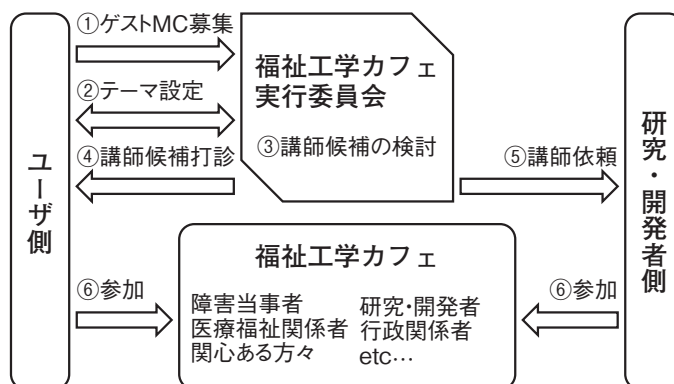 ①ゲストMC募集
福祉工学カフェ
実行委員会
②テーマ設定
③講師候補の検討
④講師候補打診
⑤講師依頼
ユーザ側
研究・開発者側
福祉工学カフェ
⑥参加
障害当事者
医療福祉関係者
関心ある方々
研究・開発者
行政関係者
etc…
⑥参加